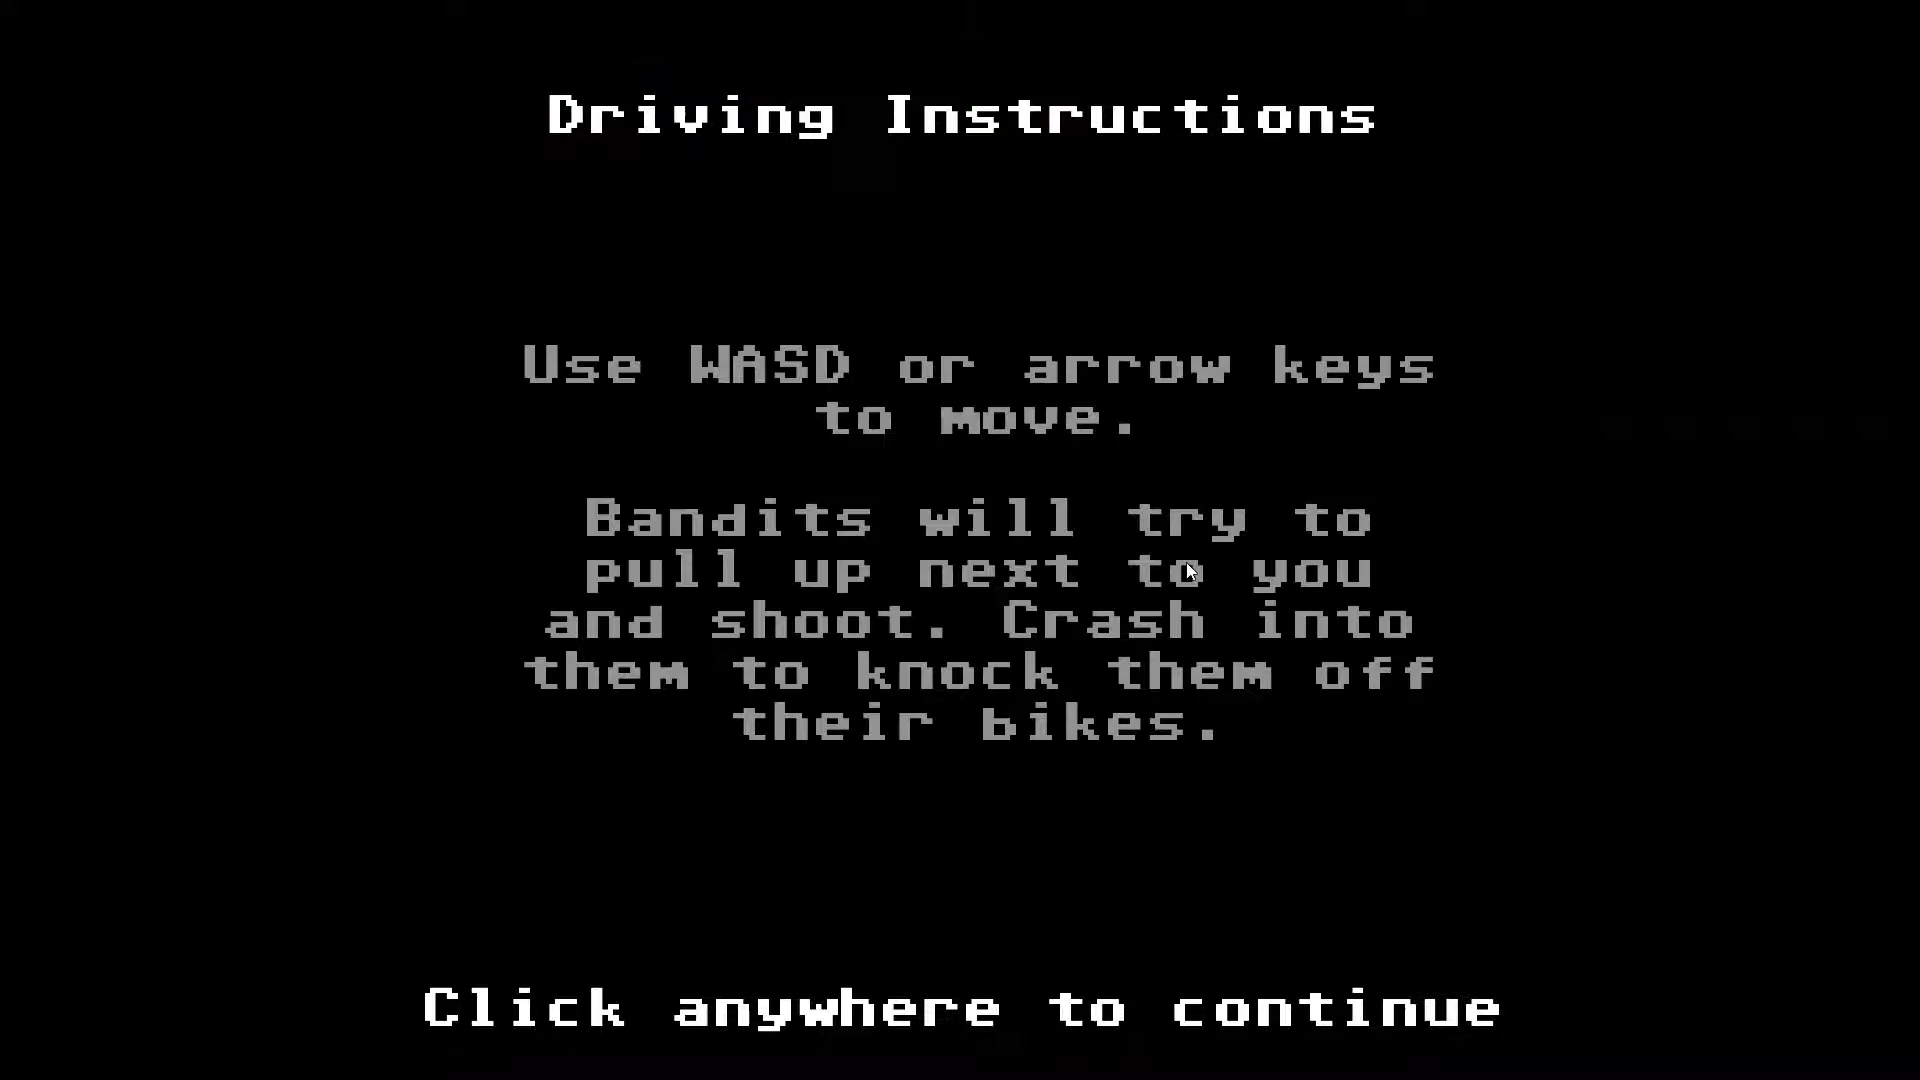 Driving Instructions
Use WASD or arrow keys
to move.
Bandits will try to
pull up next to you
and shoot. Crash into
them to knock them off
their bikes.
Click anywhere to continue